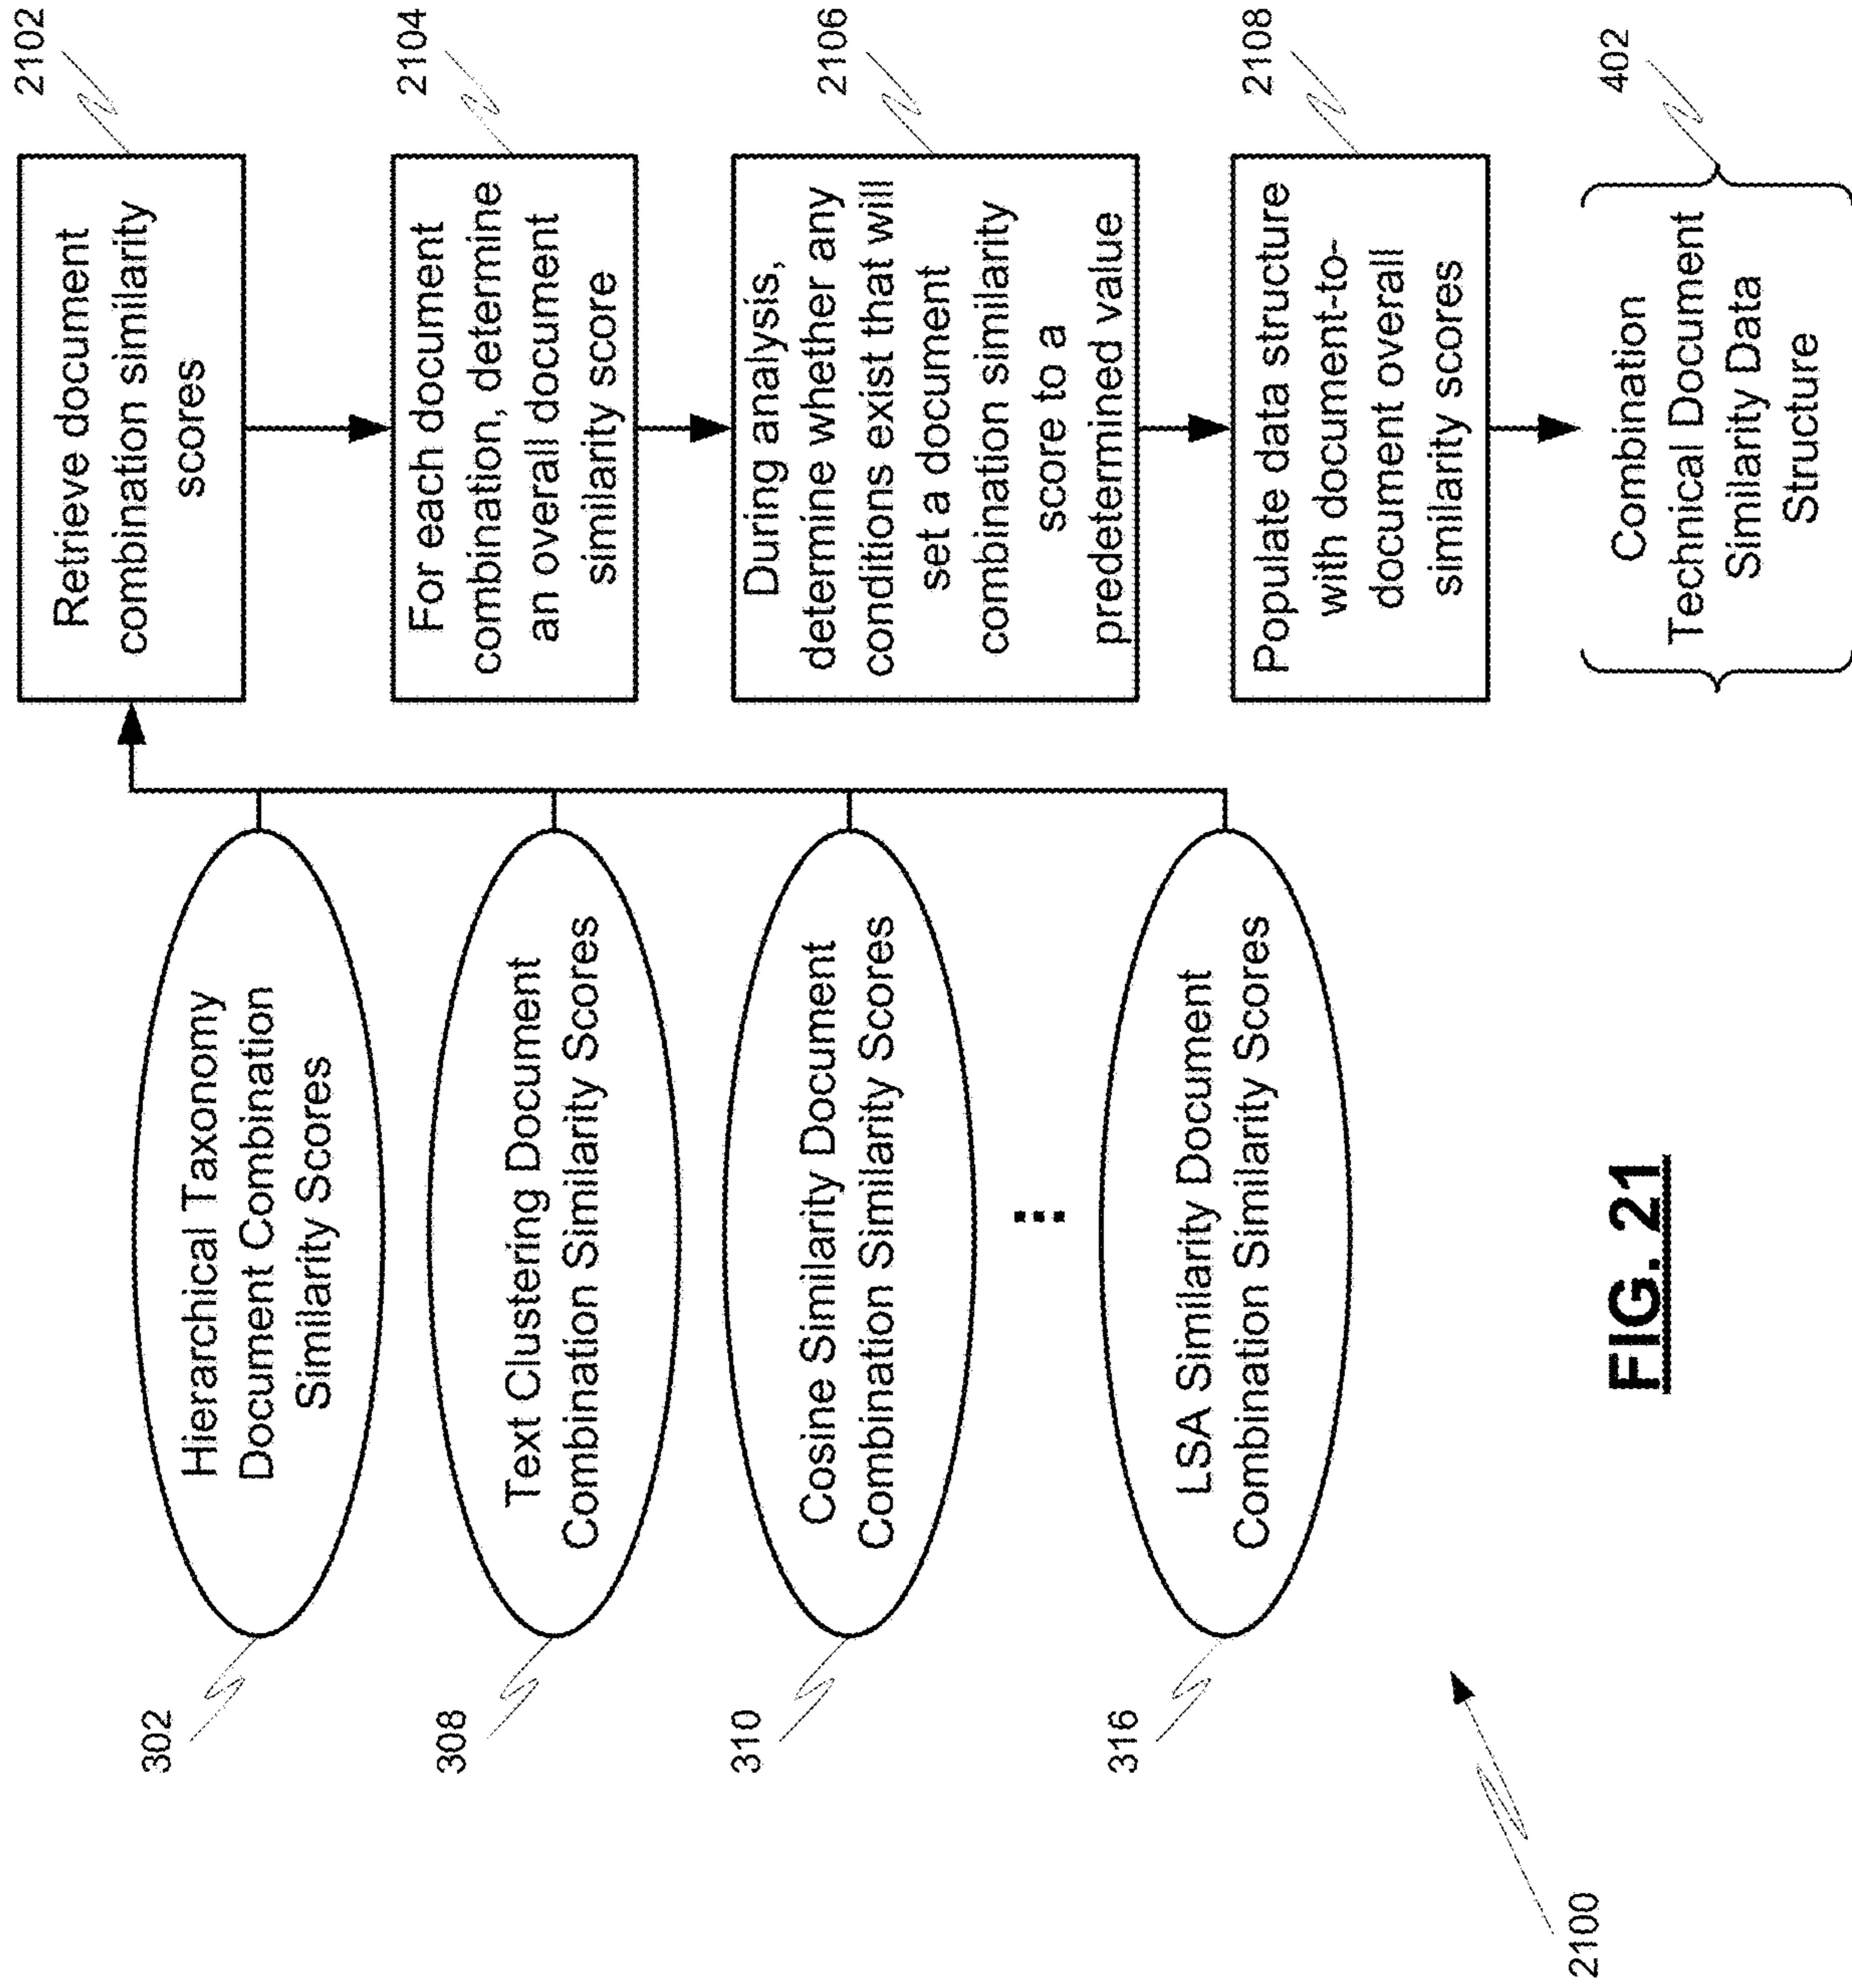 2102
Retrieve document
combination similarity
scores
2104
For each document
combination, determine
an overall document
similarity score
2106
During analysis,
determine whether any
conditions exist that will
set a document
combination similarity
score to a
predetermined value
2108
Populate data structure
with document-to-
document overall
similarity scores
402
Combination
Technical Document
Similarity Data
Structure
302
Hierarchical Taxonomy
Document Combination
Similarity Scores
308
Text Clustering Document
Combination Similarity Scores
310
Cosine Similarity Document
Combination Similarity Scores
...
316
LSA Similarity Document
Combination Similarity Scores
2100
FIG. 21